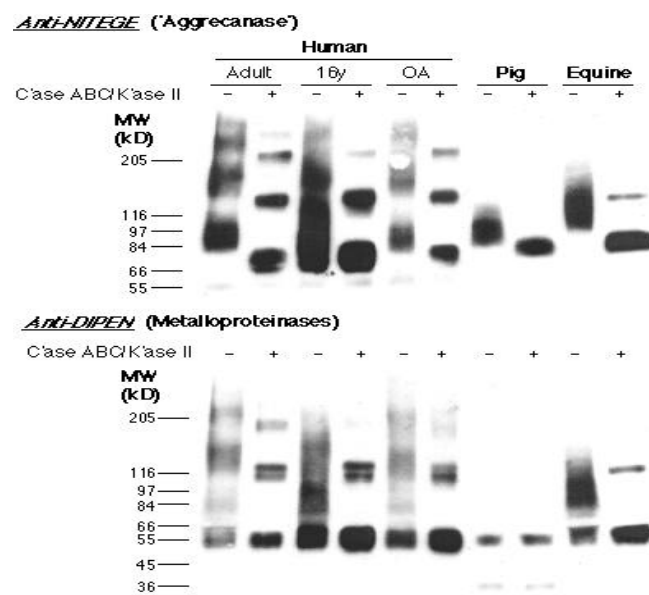 Anti-NITEGE ('Aggrecanase')
Human
Adult 16y OA Pig Equine
C'ase ABC/K'ase II − + − + − + − + − +
MW
(kD)
205
116
97
84
66
55
Anti-DIPEN (Metalloproteinases)
C'ase ABC/K'ase II − + − + − + − + − +
MW
(kD)
205
116
97
84
66
55
45
36